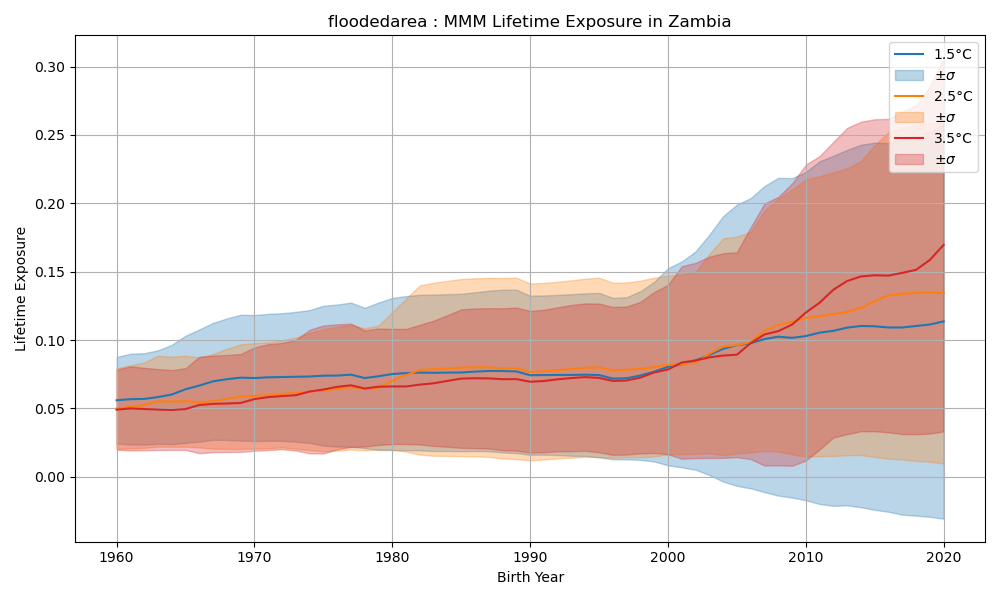 floodedarea : MMM Lifetime Exposure in Zambia
1.5°C
±σ
2.5°C
±σ
3.5°C
±σ
Lifetime Exposure
0.30
0.25
0.20
0.15
0.10
0.05
0.00
1960 1970 1980 1990 2000 2010 2020
Birth Year